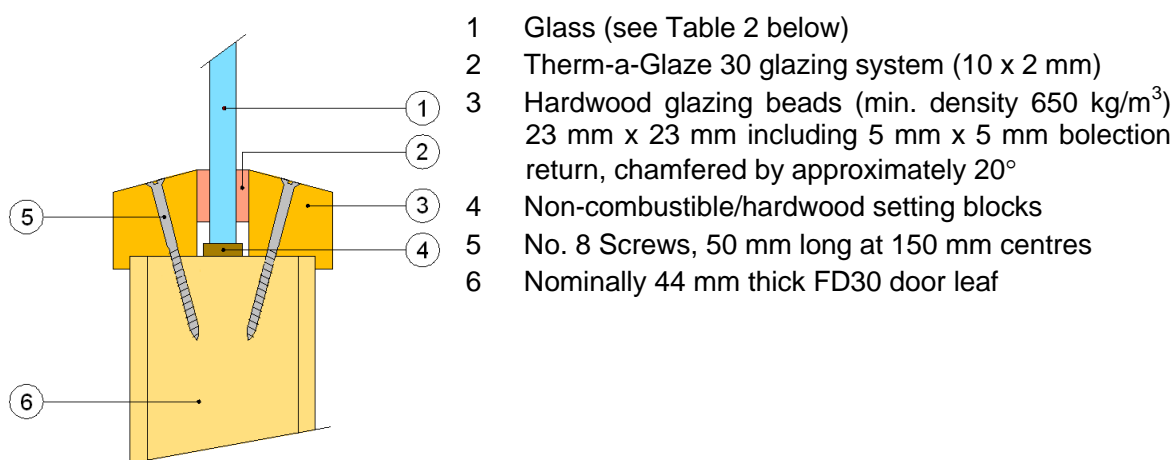 1 Glass (see Table 2 below)
2 Therm-a-Glaze 30 glazing system (10 x 2 mm)
3 Hardwood glazing beads (min. density 650 kg/m³)
23 mm x 23 mm including 5 mm x 5 mm bolection
return, chamfered by approximately 20°
4 Non-combustible/hardwood setting blocks
5 No. 8 Screws, 50 mm long at 150 mm centres
6 Nominally 44 mm thick FD30 door leaf
1
2
3
4
5
6